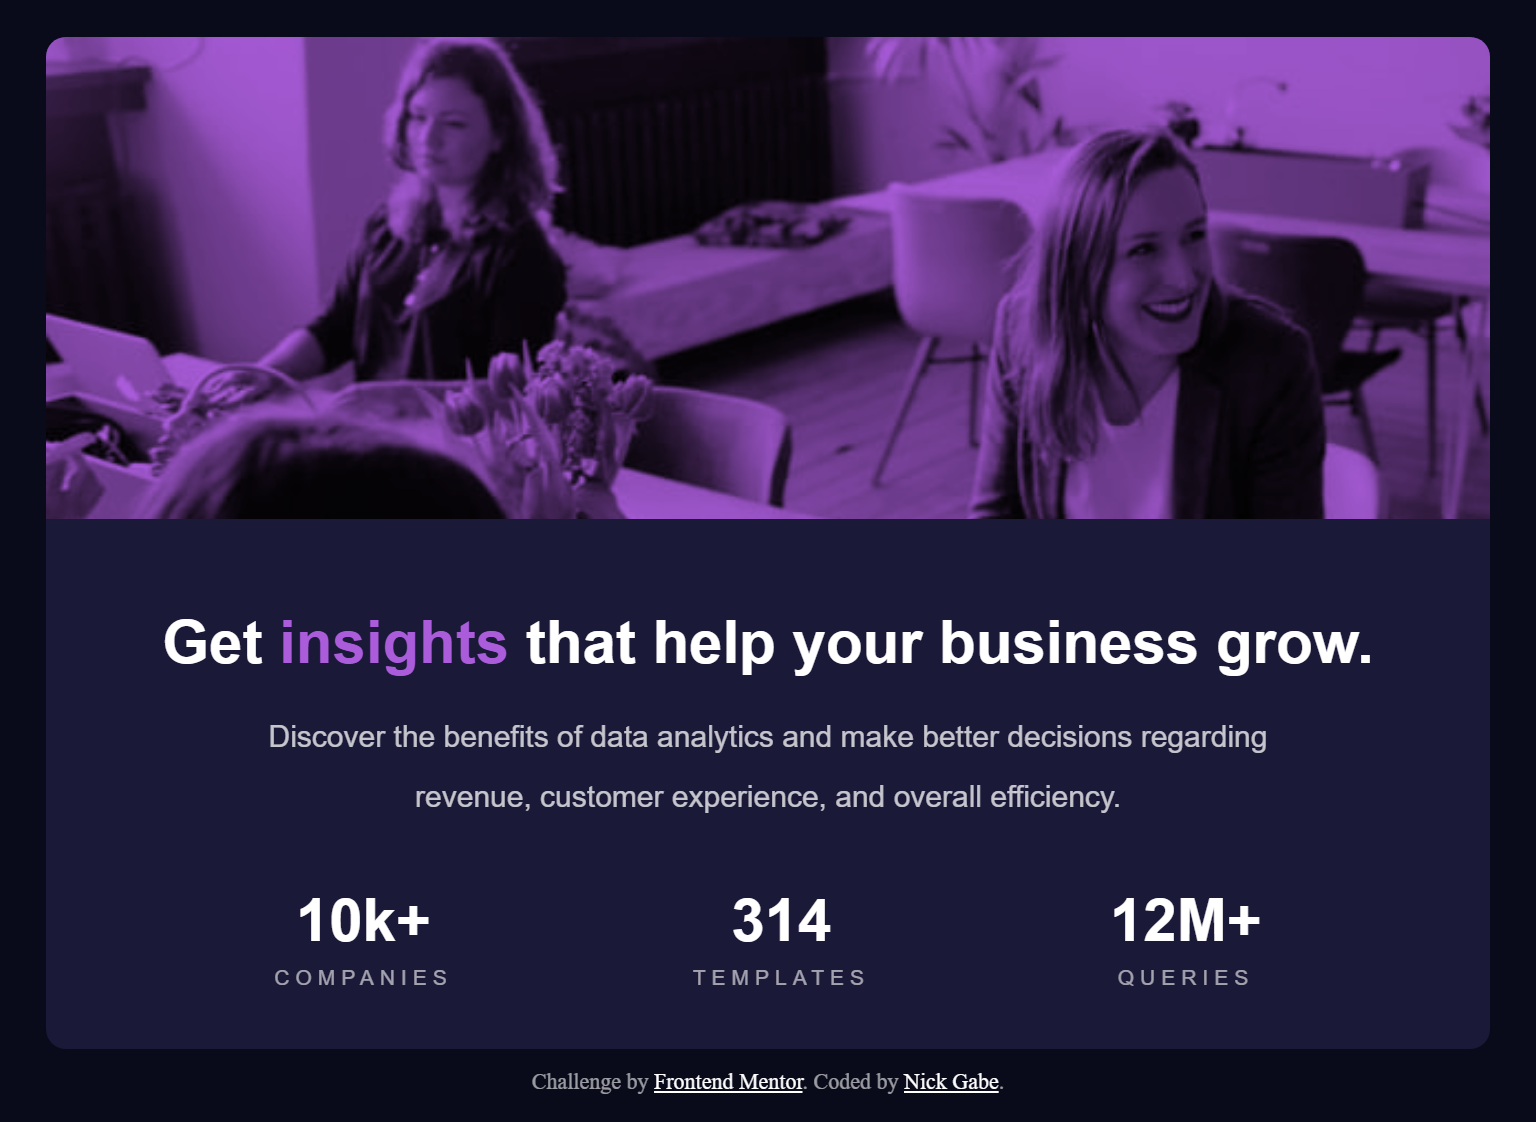 Get insights that help your business grow.
Discover the benefits of data analytics and make better decisions regarding
revenue, customer experience, and overall efficiency.
10k+
COMPANIES
314
TEMPLATES
12M+
QUERIES
Challenge by Frontend Mentor. Coded by Nick Gabe.